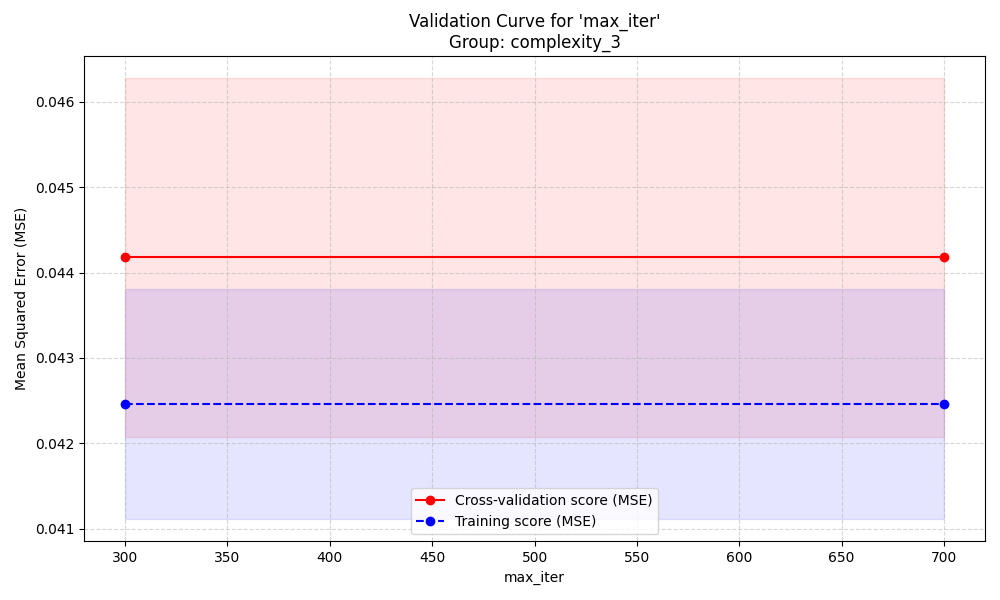 Validation Curve for 'max_iter'
Group: complexity_3
Mean Squared Error (MSE)
0.046
0.045
0.044
0.043
0.042
0.041
Cross-validation score (MSE)
Training score (MSE)
300 350 400 450 500 550 600 650 700
max_iter